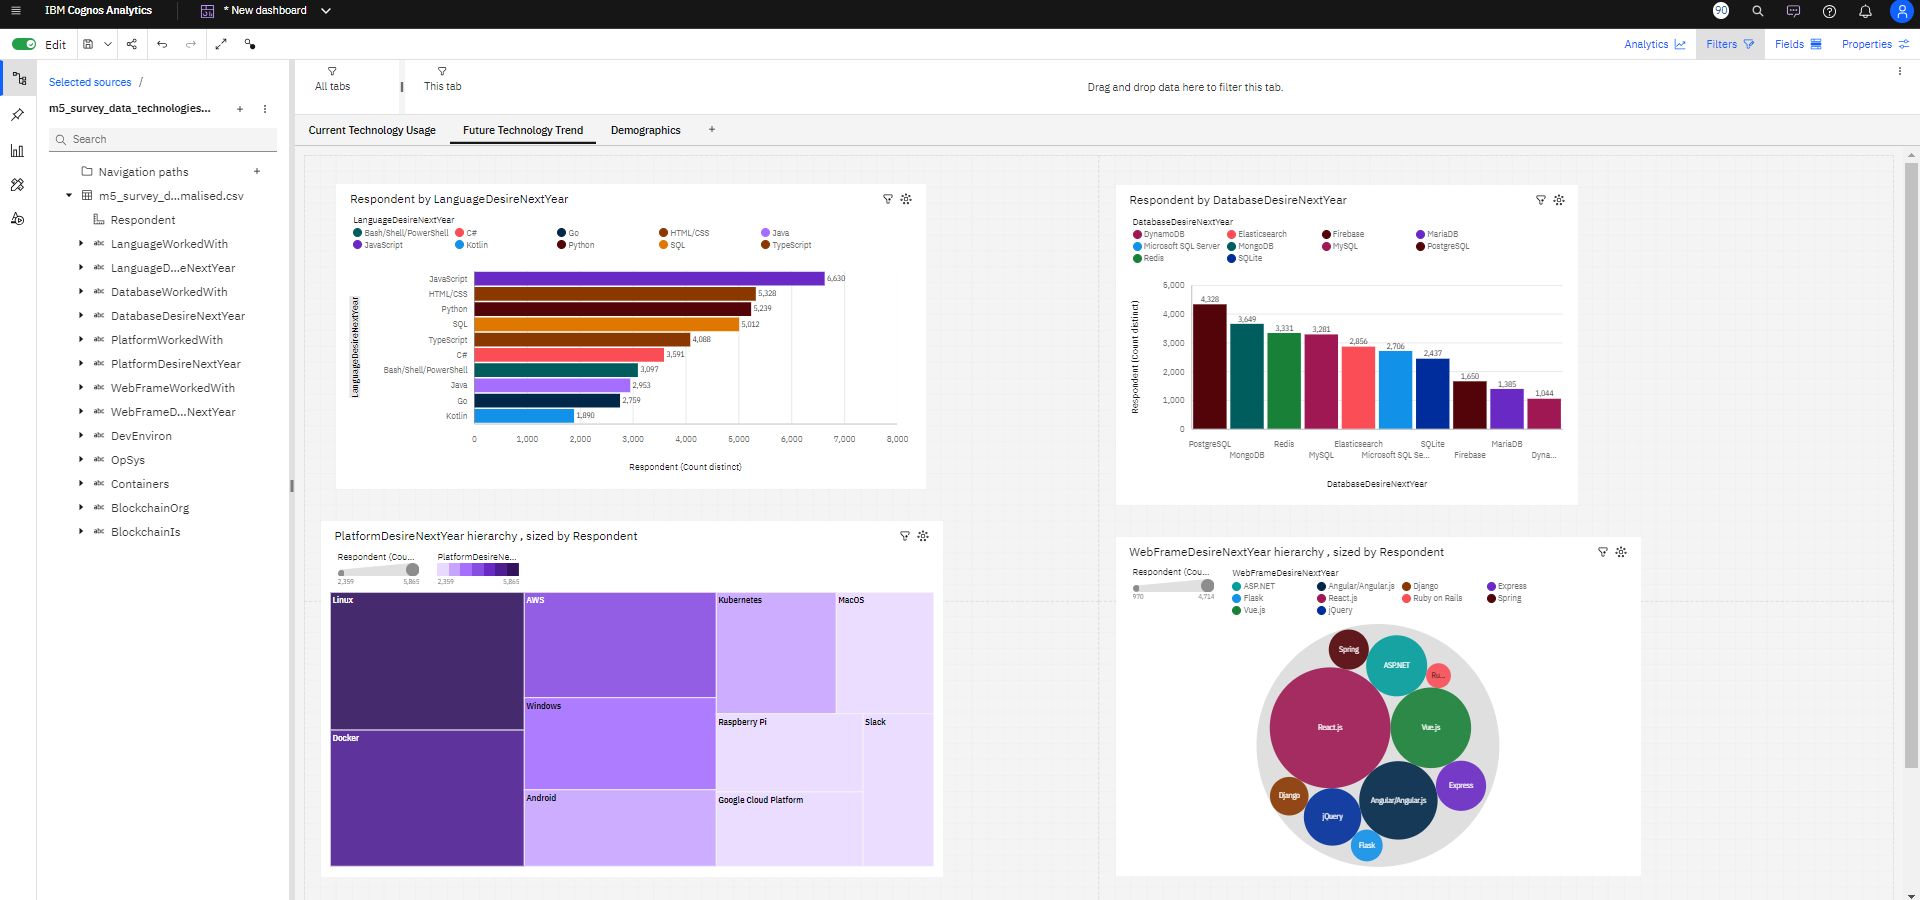 IBM Cognos Analytics
* New dashboard
90
Edit
Analytics
Filters
Fields
Properties
Selected sources /
m5_survey_data_technologies...
Search
Navigation paths
m5_survey_d...malised.csv
Respondent
abc LanguageWorkedWith
abc LanguageD...eNextYear
abc DatabaseWorkedWith
abc DatabaseDesireNextYear
abc PlatformWorkedWith
abc PlatformDesireNextYear
abc WebFrameWorkedWith
abc WebFrameD...NextYear
abc DevEnviron
abc OpSys
abc Containers
abc BlockchainOrg
abc BlockchainIs
All tabs
This tab
Drag and drop data here to filter this tab.
Current Technology Usage
Future Technology Trend
Demographics
+
Respondent by LanguageDesireNextYear
LanguageDesireNextYear
Bash/Shell/PowerShell C# Go HTML/CSS Java
JavaScript Kotlin Python SQL TypeScript
LanguageDesireNextYear
JavaScript 6,630
HTML/CSS 5,328
Python 5,239
SQL 5,012
TypeScript 4,088
C# 3,591
Bash/Shell/PowerShell 3,097
Java 2,953
Go 2,759
Kotlin 1,890
0 1,000 2,000 3,000 4,000 5,000 6,000 7,000 8,000
Respondent (Count distinct)
Respondent by DatabaseDesireNextYear
DatabaseDesireNextYear
DynamoDB Elasticsearch Firebase MariaDB
Microsoft SQL Server MongoDB MySQL PostgreSQL
Redis SQLite
Respondent (Count distinct)
5,000
4,000
3,000
2,000
1,000
0
4,328 3,649 3,331 3,281 2,856 2,706 2,437 1,650 1,385 1,044
PostgreSQL Redis Elasticsearch SQLite MariaDB
MongoDB MySQL Microsoft SQL Se... Firebase Dyna...
DatabaseDesireNextYear
PlatformDesireNextYear hierarchy , sized by Respondent
Respondent (Cou...
2,359 5,865
PlatformDesireNe...
2,359 5,865
Linux
AWS
Kubernetes
MacOS
Windows
Raspberry Pi
Slack
Docker
Android
Google Cloud Platform
WebFrameDesireNextYear hierarchy , sized by Respondent
Respondent (Cou...
970 4,714
WebFrameDesireNextYear
ASP.NET Angular/Angular.js Django Express
Flask React.js Ruby on Rails Spring
Vue.js jQuery
Spring
ASP.NET
Ru...
React.js
Vue.js
Express
Django
Angular/Angular.js
jQuery
Flask